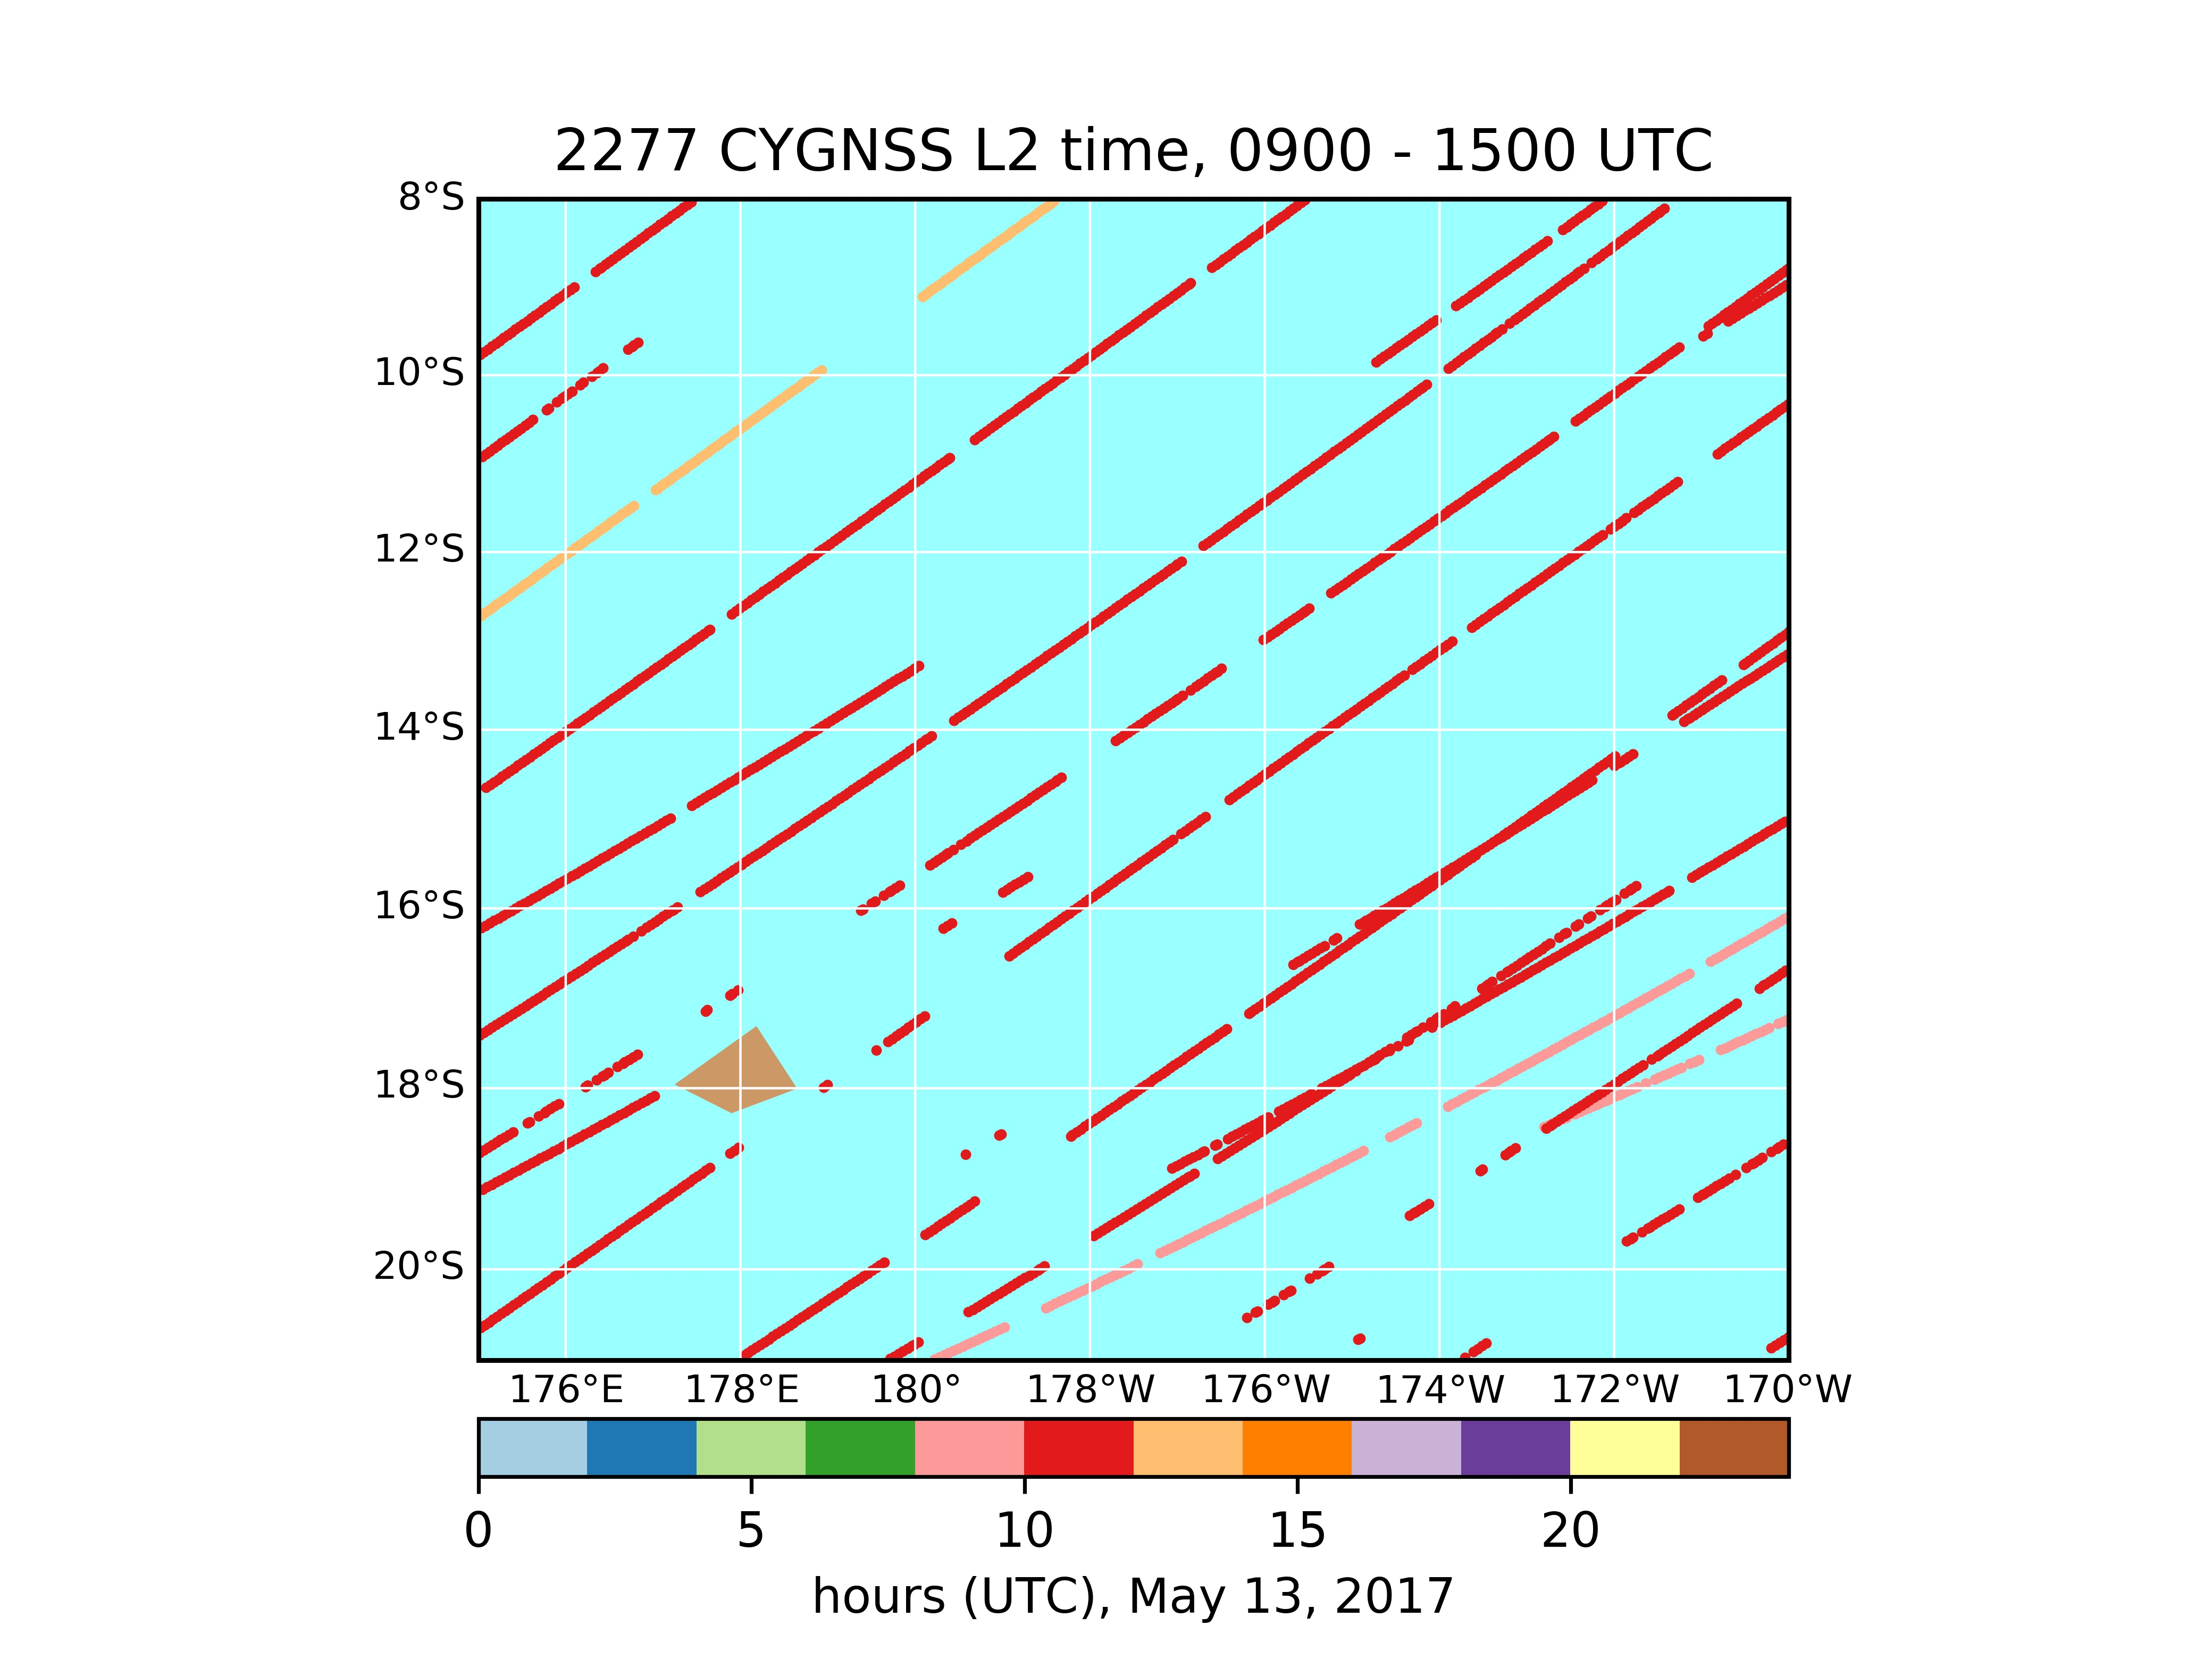 2277 CYGNSS L2 time, 0900 - 1500 UTC
8°S
10°S
12°S
14°S
16°S
18°S
20°S
176°E 178°E 180° 178°W 176°W 174°W 172°W 170°W
0 5 10 15 20
hours (UTC), May 13, 2017